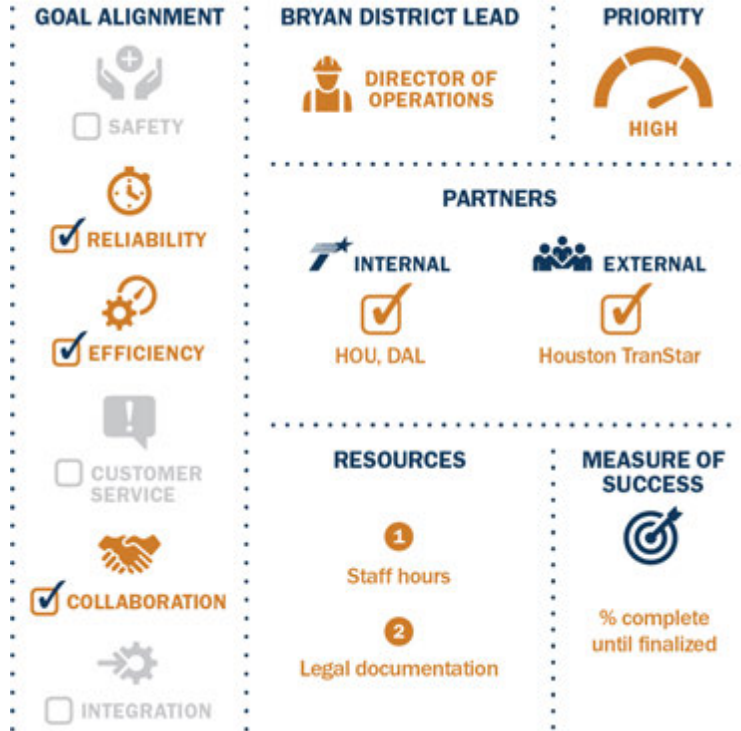 GOAL ALIGNMENT
SAFETY
RELIABILITY
EFFICIENCY
CUSTOMER
SERVICE
COLLABORATION
INTEGRATION
BRYAN DISTRICT LEAD
DIRECTOR OF
OPERATIONS
PRIORITY
HIGH
PARTNERS
INTERNAL
HOU, DAL
EXTERNAL
Houston TranStar
RESOURCES
1
Staff hours
2
Legal documentation
MEASURE OF
SUCCESS
% complete
until finalized